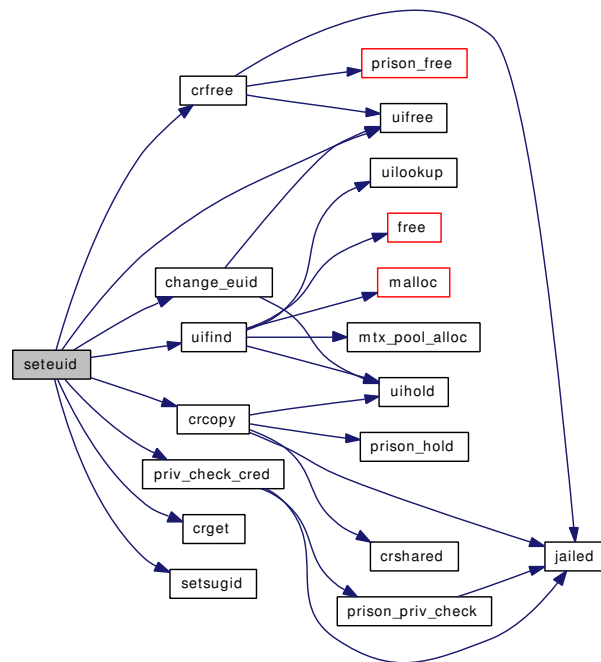 prison_free
crfree
uifree
uilookup
free
change_euid
malloc
uifind
mtx_pool_alloc
seteuid
uihold
crcopy
prison_hold
priv_check_cred
crget
crshared
jailed
setsugid
prison_priv_check